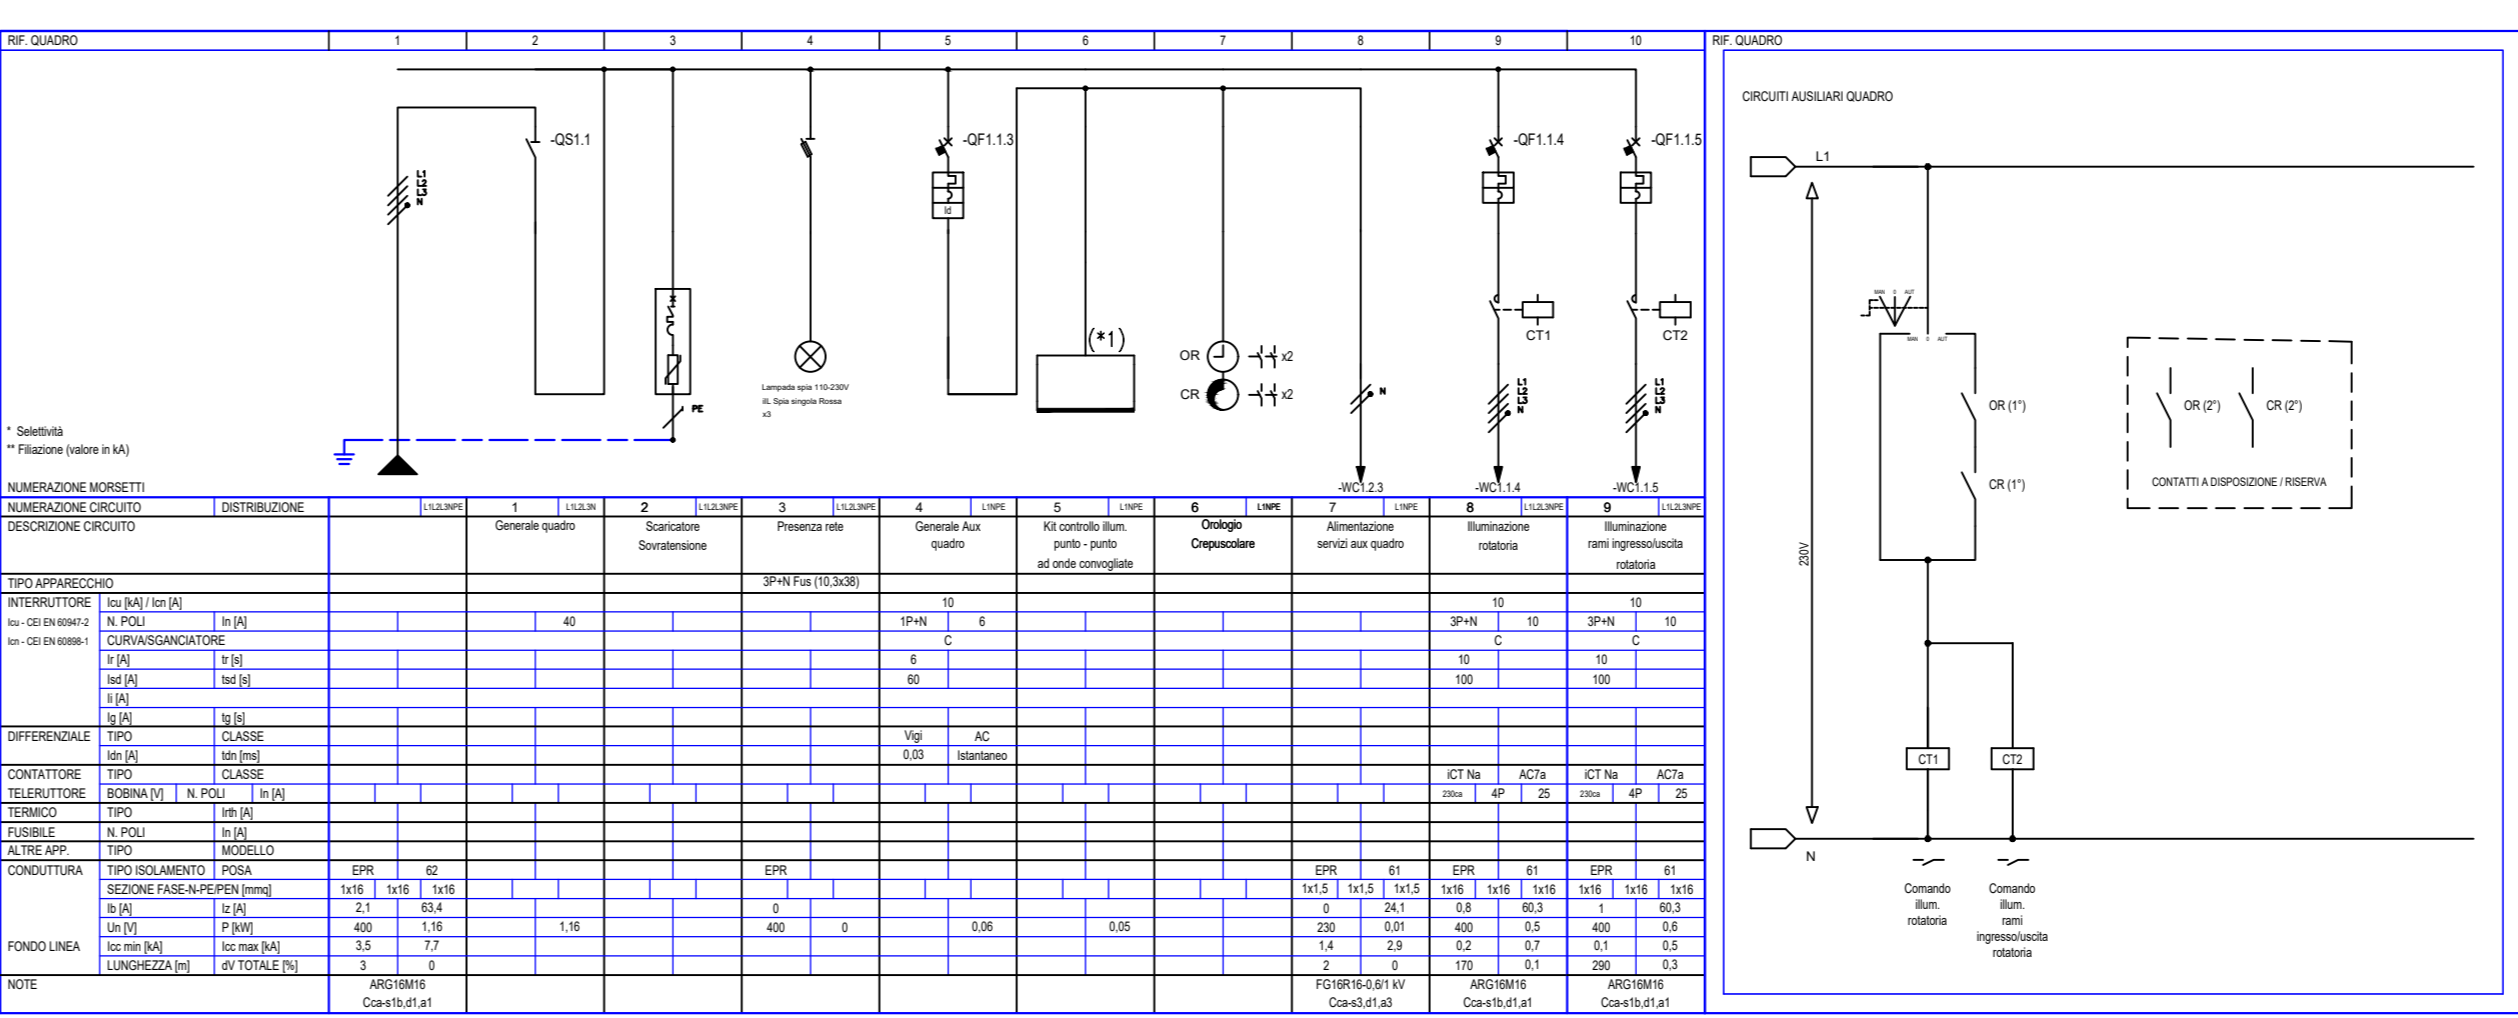 RIF. QUADRO 1 2 3 4 5 6 7 8 9 10 RIF. QUADRO
CIRCUITI AUSILIARI QUADRO
-QS1.1 -QF1.1.3 -QF1.1.4 -QF1.1.5
L1
L2
L3
N
Id
L1
230V
MAN 0 AUT
MAN 0 AUT
CT1 CT2
(*1)
OR x2
CR x2
Lampada spia 110-230V
iIL Spia singola Rossa
x3
PE
N
L1
L2
L3
N
L1
L2
L3
N
OR (1°)
CR (1°)
OR (2°) CR (2°)
CONTATTI A DISPOSIZIONE / RISERVA
CT1 CT2
N
Comando
illum.
rotatoria
Comando
illum.
rami
ingresso/uscita
rotatoria
* Selettività
** Filiazione (valore in kA)
-WC1.2.3 -WC1.1.4 -WC1.1.5
NUMERAZIONE MORSETTI
NUMERAZIONE CIRCUITO DISTRIBUZIONE L1L2L3NPE 1 L1L2L3N 2 L1L2L3NPE 3 L1L2L3NPE 4 L1NPE 5 L1NPE 6 L1NPE 7 L1NPE 8 L1L2L3NPE 9 L1L2L3NPE
DESCRIZIONE CIRCUITO
Generale quadro
Scaricatore
Sovratensione
Presenza rete
Generale Aux
quadro
Kit controllo illum.
punto - punto
ad onde convogliate
Orologio
Crepuscolare
Alimentazione
servizi aux quadro
Illuminazione
rotatoria
Illuminazione
rami ingresso/uscita
rotatoria
TIPO APPARECCHIO 3P+N Fus (10,3x38)
INTERRUTTORE Icu [kA] / Icn [A] 10 10 10
Icu - CEI EN 60947-2 N. POLI In [A] 40 1P+N 6 3P+N 10 3P+N 10
Icn - CEI EN 60898-1 CURVA/SGANCIATORE C C C
Ir [A] tr [s] 6 10 10
Isd [A] tsd [s] 60 100 100
Ii [A]
Ig [A] tg [s]
DIFFERENZIALE TIPO CLASSE Vigi AC
Idn [A] tdn [ms] 0,03 Istantaneo
CONTATTORE TIPO CLASSE iCT Na AC7a iCT Na AC7a
TELERUTTORE BOBINA [V] N. POLI In [A] 230ca 4P 25 230ca 4P 25
TERMICO TIPO Irth [A]
FUSIBILE N. POLI In [A]
ALTRE APP. TIPO MODELLO
CONDUTTURA TIPO ISOLAMENTO POSA EPR 62 EPR EPR 61 EPR 61 EPR 61
SEZIONE FASE-N-PE/PEN [mmq] 1x16 1x16 1x16 1x1,5 1x1,5 1x1,5 1x16 1x16 1x16 1x16 1x16 1x16
Ib [A] Iz [A] 2,1 63,4 0 0 24,1 0,8 60,3 1 60,3
Un [V] P [kW] 400 1,16 1,16 400 0 0,06 0,05 230 0,01 400 0,5 400 0,6
FONDO LINEA Icc min [kA] Icc max [kA] 3,5 7,7 1,4 2,9 0,2 0,7 0,1 0,5
LUNGHEZZA [m] dV TOTALE [%] 3 0 2 0 170 0,1 290 0,3
NOTE
ARG16M16
Cca-s1b,d1,a1
FG16R16-0,6/1 kV
Cca-s3,d1,a3
ARG16M16
Cca-s1b,d1,a1
ARG16M16
Cca-s1b,d1,a1